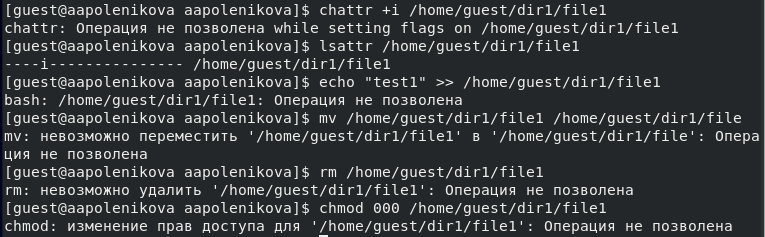 [guest@aapolenikova aapolenikova]$ chattr +i /home/guest/dir1/file1
chattr: Операция не позволена while setting flags on /home/guest/dir1/file1
[guest@aapolenikova aapolenikova]$ lsattr /home/guest/dir1/file1
----i--------------- /home/guest/dir1/file1
[guest@aapolenikova aapolenikova]$ echo "test1" >> /home/guest/dir1/file1
bash: /home/guest/dir1/file1: Операция не позволена
[guest@aapolenikova aapolenikova]$ mv /home/guest/dir1/file1 /home/guest/dir1/file
mv: невозможно переместить '/home/guest/dir1/file1' в '/home/guest/dir1/file': Опера
ция не позволена
[guest@aapolenikova aapolenikova]$ rm /home/guest/dir1/file1
rm: невозможно удалить '/home/guest/dir1/file1': Операция не позволена
[guest@aapolenikova aapolenikova]$ chmod 000 /home/guest/dir1/file1
chmod: изменение прав доступа для '/home/guest/dir1/file1': Операция не позволена